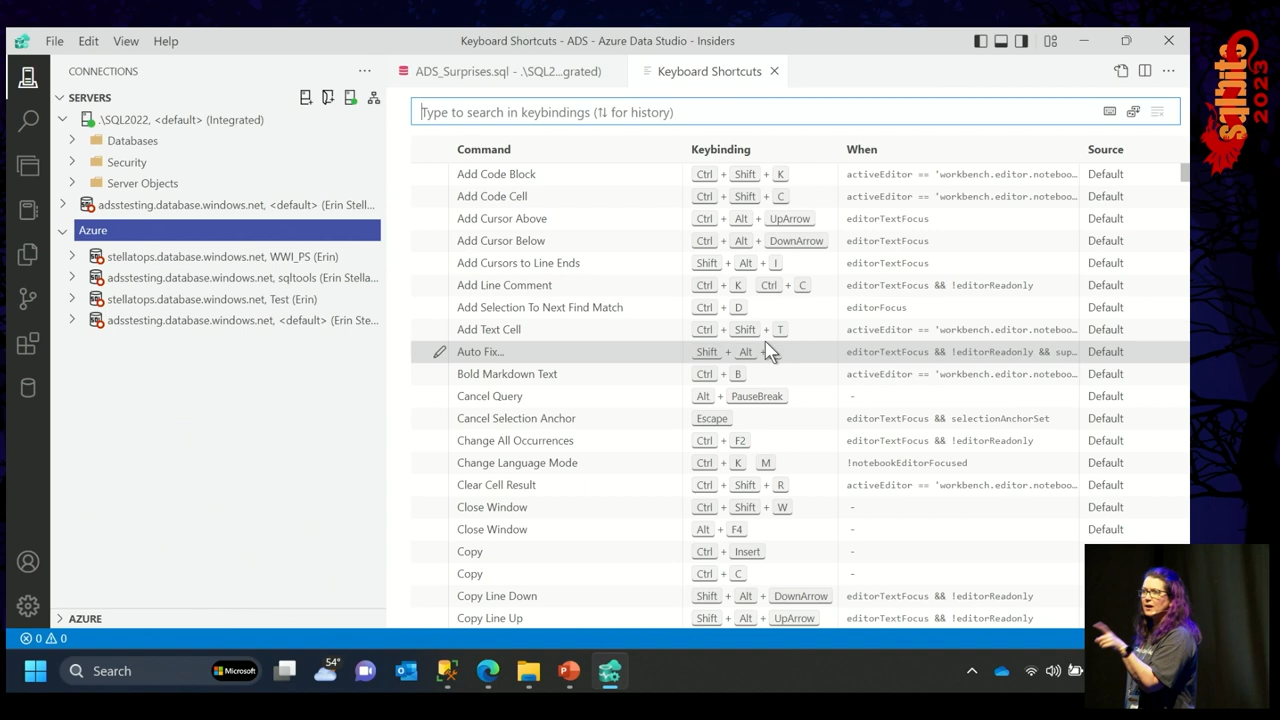 File Edit View Help
Keyboard Shortcuts - ADS - Azure Data Studio - Insiders
CONNECTIONS
SERVERS
.\SQL2022, <default> (Integrated)
Databases
Security
Server Objects
adsstesting.database.windows.net, <default> (Erin Stell...
Azure
stellatops.database.windows.net, WWI_PS (Erin)
adsstesting.database.windows.net, sqltools (Erin Stella...
stellatops.database.windows.net, Test (Erin)
adsstesting.database.windows.net, <default> (Erin Ste...
AZURE
ADS_Surprises.sql - .\SQL2...grated)
Keyboard Shortcuts
Type to search in keybindings (↑↓ for history)
Command Keybinding When Source
Add Code Block Ctrl + Shift + K activeEditor == 'workbench.editor.noteboo... Default
Add Code Cell Ctrl + Shift + C activeEditor == 'workbench.editor.noteboo... Default
Add Cursor Above Ctrl + Alt + UpArrow editorTextFocus Default
Add Cursor Below Ctrl + Alt + DownArrow editorTextFocus Default
Add Cursors to Line Ends Shift + Alt + I editorTextFocus Default
Add Line Comment Ctrl + K Ctrl + C editorTextFocus && !editorReadonly Default
Add Selection To Next Find Match Ctrl + D editorFocus Default
Add Text Cell Ctrl + Shift + T activeEditor == 'workbench.editor.noteboo... Default
Auto Fix... Shift + Alt + editorTextFocus && !editorReadonly && sup... Default
Bold Markdown Text Ctrl + B activeEditor == 'workbench.editor.noteboo... Default
Cancel Query Alt + PauseBreak - Default
Cancel Selection Anchor Escape editorTextFocus && selectionAnchorSet Default
Change All Occurrences Ctrl + F2 editorTextFocus && !editorReadonly Default
Change Language Mode Ctrl + K M !notebookEditorFocused Default
Clear Cell Result Ctrl + Shift + R activeEditor == 'workbench.editor.noteboo... Default
Close Window Ctrl + Shift + W - Default
Close Window Alt + F4 - Default
Copy Ctrl + Insert - Default
Copy Ctrl + C - Default
Copy Line Down Shift + Alt + DownArrow editorTextFocus && !editorReadonly Default
Copy Line Up Shift + Alt + UpArrow editorTextFocus && !editorReadonly Default
0 0
Search Microsoft
54°
sqlbits
2023